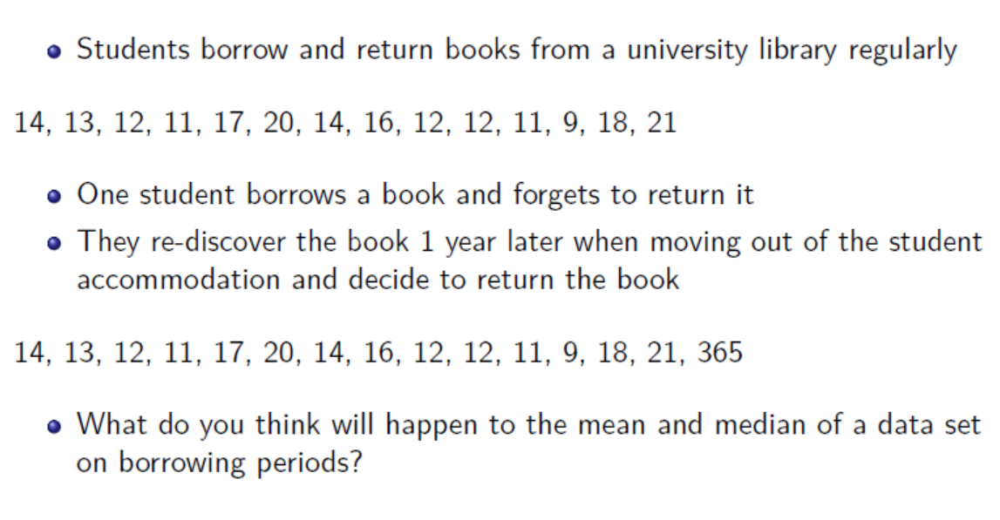 Students borrow and return books from a university library regularly
14, 13, 12, 11, 17, 20, 14, 16, 12, 12, 11, 9, 18, 21
One student borrows a book and forgets to return it
They re-discover the book 1 year later when moving out of the student
accommodation and decide to return the book
14, 13, 12, 11, 17, 20, 14, 16, 12, 12, 11, 9, 18, 21, 365
What do you think will happen to the mean and median of a data set
on borrowing periods?